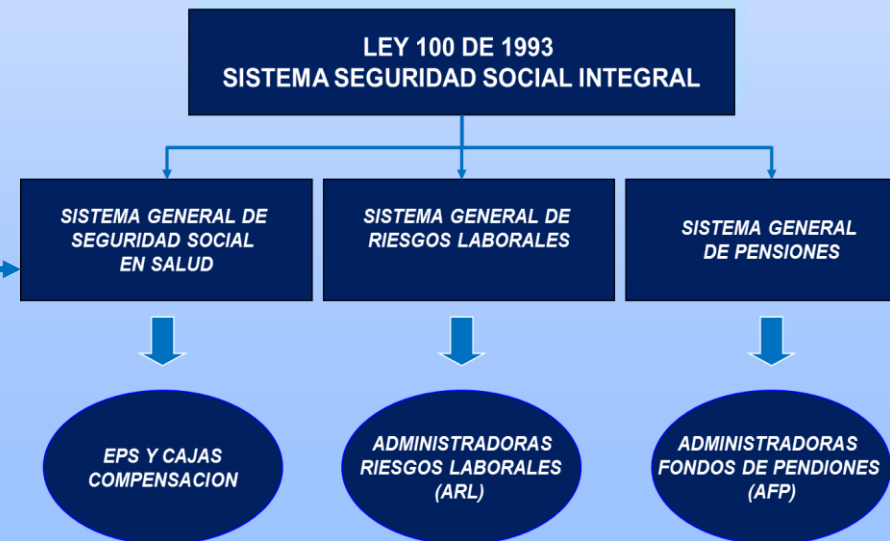 LEY 100 DE 1993
SISTEMA SEGURIDAD SOCIAL INTEGRAL
SISTEMA GENERAL DE
SEGURIDAD SOCIAL
EN SALUD
SISTEMA GENERAL DE
RIESGOS LABORALES
SISTEMA GENERAL
DE PENSIONES
EPS Y CAJAS
COMPENSACION
ADMINISTRADORAS
RIESGOS LABORALES
(ARL)
ADMINISTRADORAS
FONDOS DE PENDIONES
(AFP)